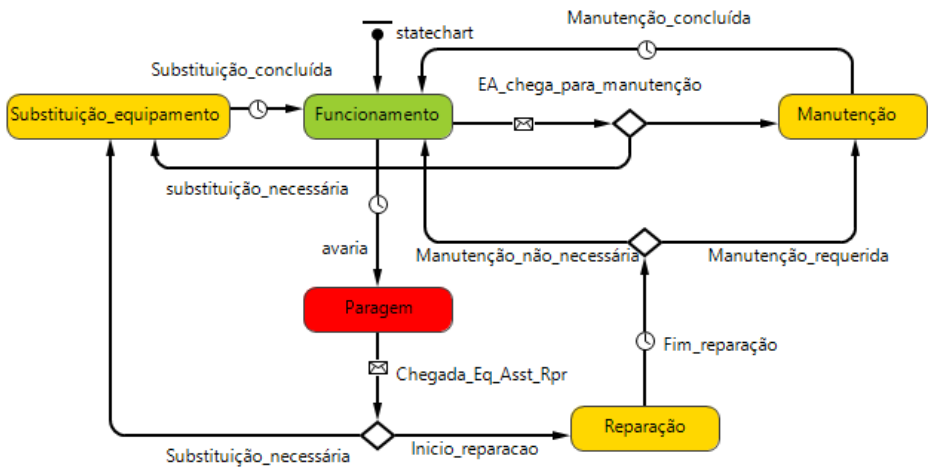 Manutenção_concluída
statechart
Substituição_concluída
EA_chega_para_manutenção
Substituição_equipamento
Funcionamento
Manutenção
substituição_necessária
avaria
Manutenção_não_necessária
Manutenção_requerida
Paragem
Fim_reparação
Chegada_Eq_Asst_Rpr
Reparação
Inicio_reparacao
Substituição_necessária